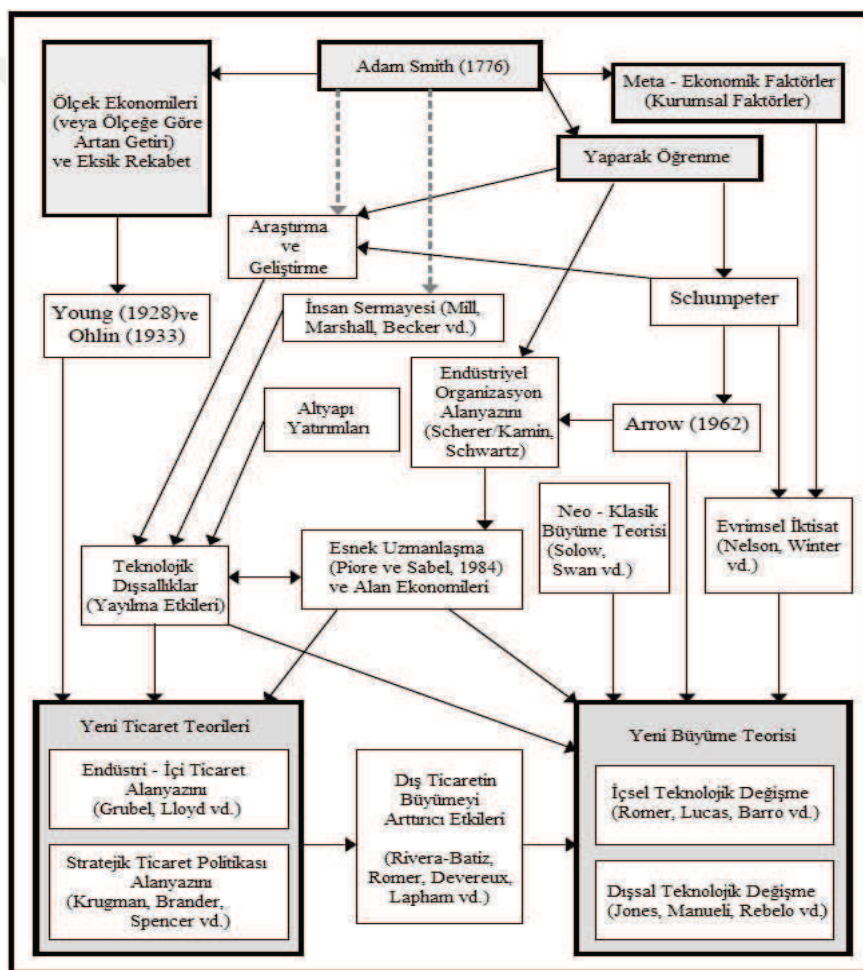 Adam Smith (1776)
Ölçek Ekonomileri
(veya Ölçeğe Göre
Artan Getiri)
ve Eksik Rekabet
Meta - Ekonomik Faktörler
(Kurumsal Faktörler)
Yaparak Öğrenme
Araştırma
ve
Geliştirme
Schumpeter
Young (1928)ve
Ohlin (1933)
İnsan Sermayesi (Mill,
Marshall, Becker vd.)
Endüstriyel
Organizasyon
Alanyazını
(Scherer/Kamin,
Schwartz)
Altyapı
Yatırımları
Arrow (1962)
Neo - Klasik
Büyüme Teorisi
(Solow,
Swan vd.)
Evrimsel İktisat
(Nelson, Winter
vd.)
Teknolojik
Dışsallıklar
(Yayılma Etkileri)
Esnek Uzmanlaşma
(Piore ve Sabel, 1984)
ve Alan Ekonomileri
Yeni Ticaret Teorileri
Endüstri - İçi Ticaret
Alanyazını
(Grubel, Lloyd vd.)
Stratejik Ticaret Politikası
Alanyazını
(Krugman, Brander,
Spencer vd.)
Dış Ticaretin
Büyümeyi
Arttırıcı Etkileri
(Rivera-Batiz,
Romer, Devereux,
Lapham vd.)
Yeni Büyüme Teorisi
İçsel Teknolojik Değişme
(Romer, Lucas, Barro vd.)
Dışsal Teknolojik Değişme
(Jones, Manueli, Rebelo vd.)